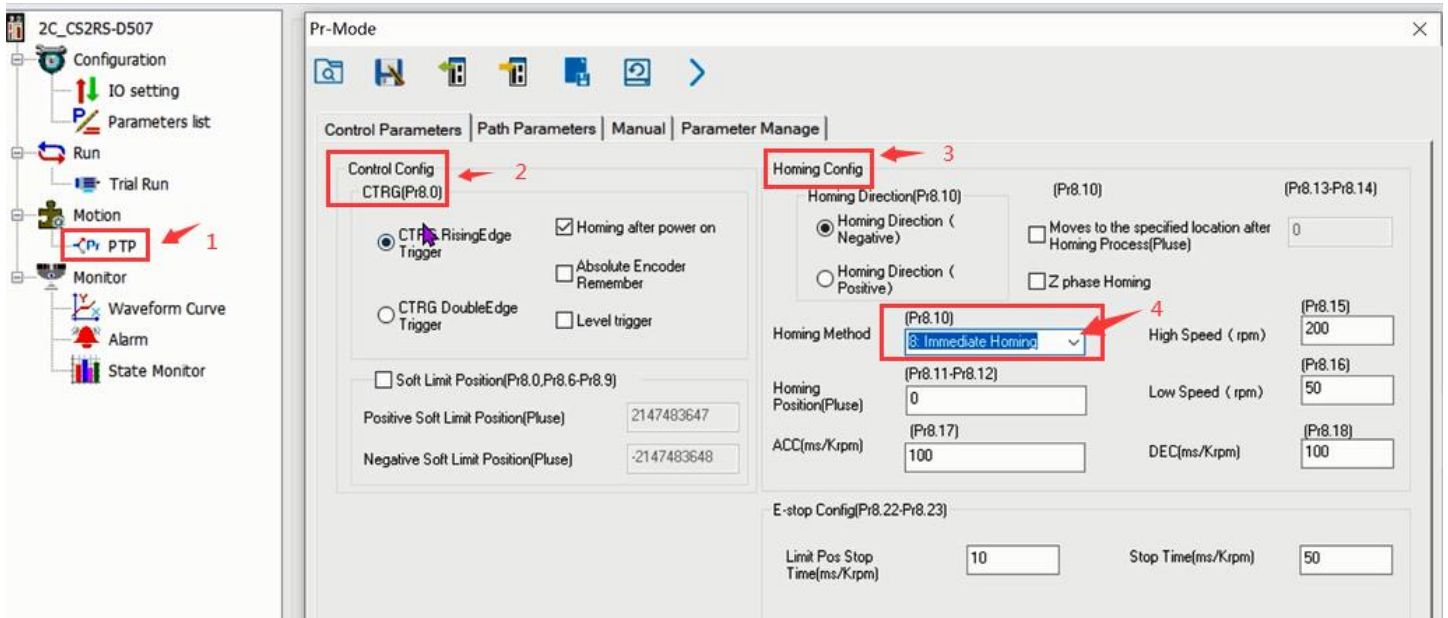 2C_CS2RS-D507
Configuration
IO setting
Parameters list
Run
Trial Run
Motion
PTP
1
Monitor
Waveform Curve
Alarm
State Monitor
Pr-Mode
Control Parameters
Path Parameters
Manual
Parameter Manage
Control Config
2
CTRG(Pr8.0)
CTRG RisingEdge
Trigger
Homing after power on
Absolute Encoder
Remember
CTRG DoubleEdge
Trigger
Level trigger
Soft Limit Position(Pr8.0,Pr8.6-Pr8.9)
Positive Soft Limit Position(Pluse)
2147483647
Negative Soft Limit Position(Pluse)
-2147483648
Homing Config
3
Homing Direction(Pr8.10)
Homing Direction (
Negative)
Homing Direction (
Positive)
(Pr8.10)
(Pr8.13-Pr8.14)
Moves to the specified location after
Homing Process(Pluse)
0
Z phase Homing
Homing Method
(Pr8.10)
8: Immediate Homing
4
High Speed ( rpm)
(Pr8.15)
200
Homing
Position(Pluse)
(Pr8.11-Pr8.12)
0
Low Speed ( rpm)
(Pr8.16)
50
ACC(ms/Krpm)
(Pr8.17)
100
DEC(ms/Krpm)
(Pr8.18)
100
E-stop Config(Pr8.22-Pr8.23)
Limit Pos Stop
Time(ms/Krpm)
10
Stop Time(ms/Krpm)
50